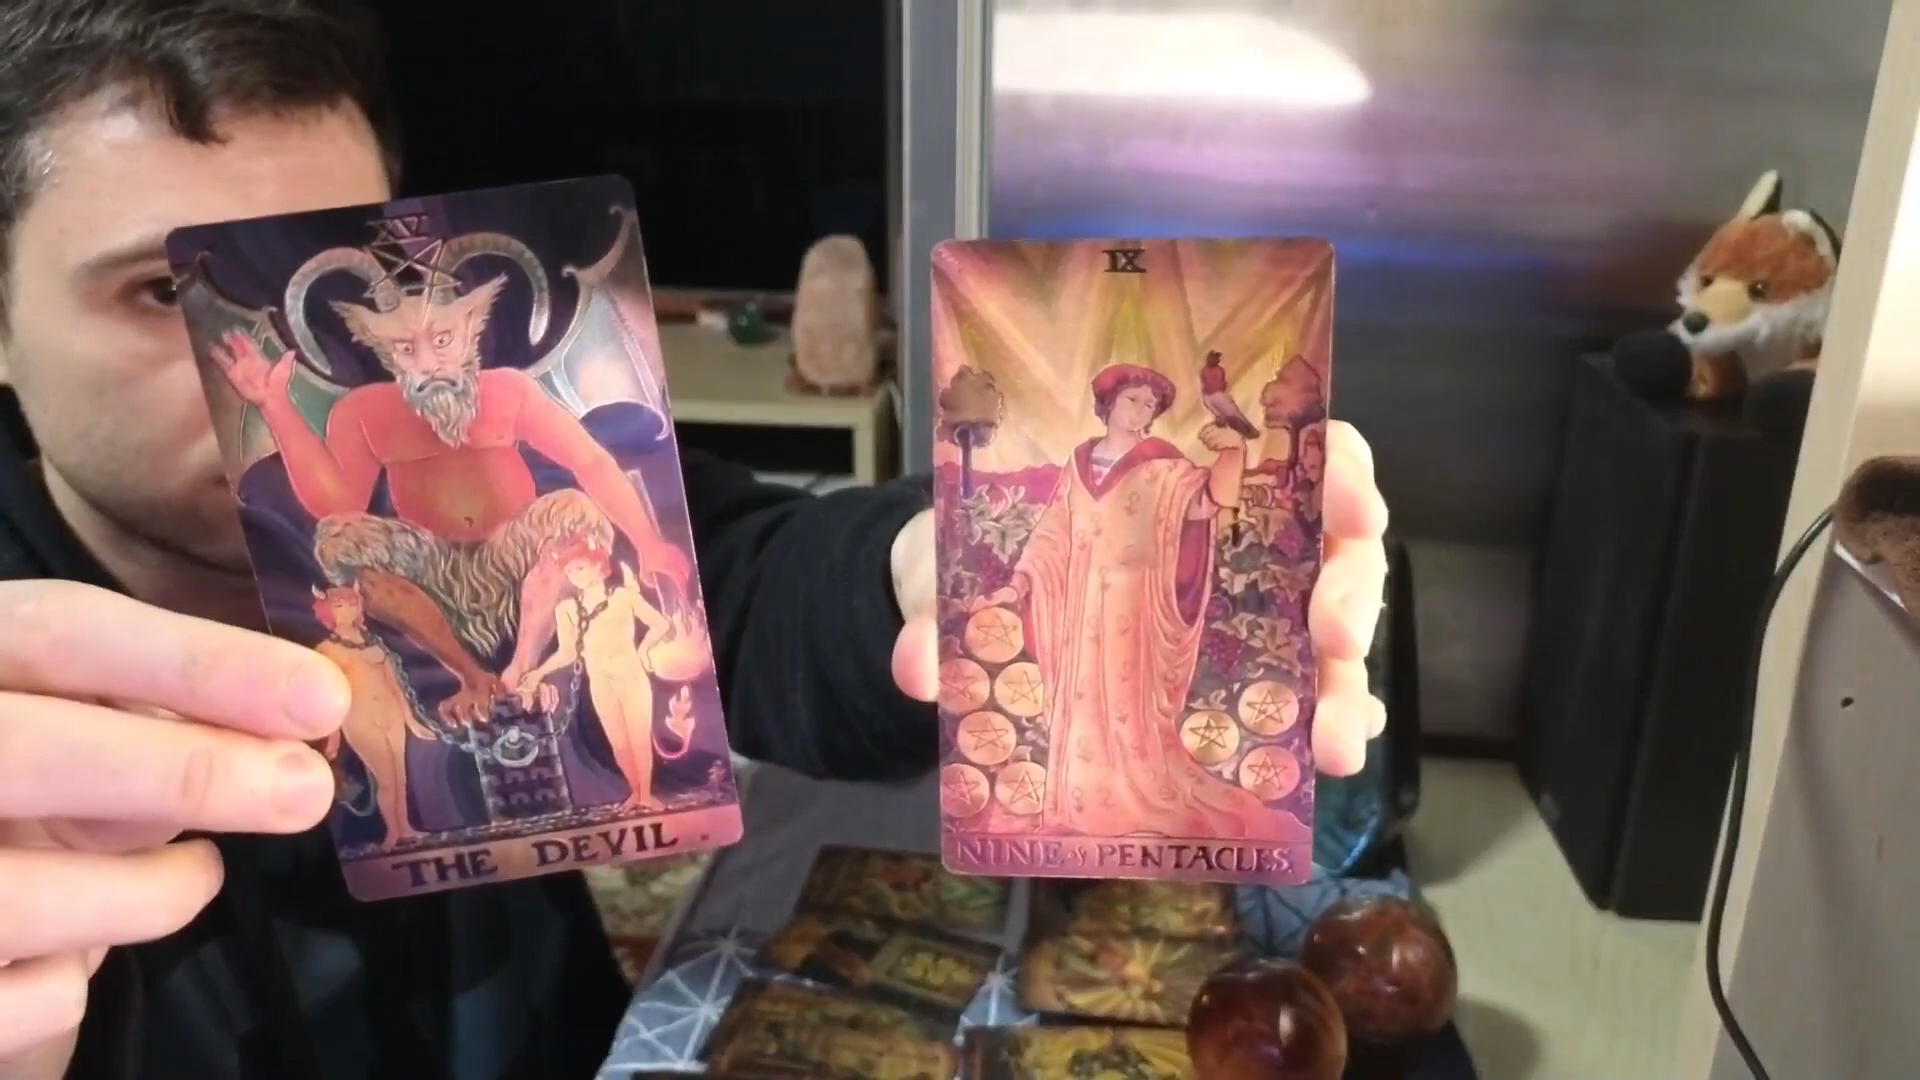 XV
THE DEVIL
IX
NINE of PENTACLES